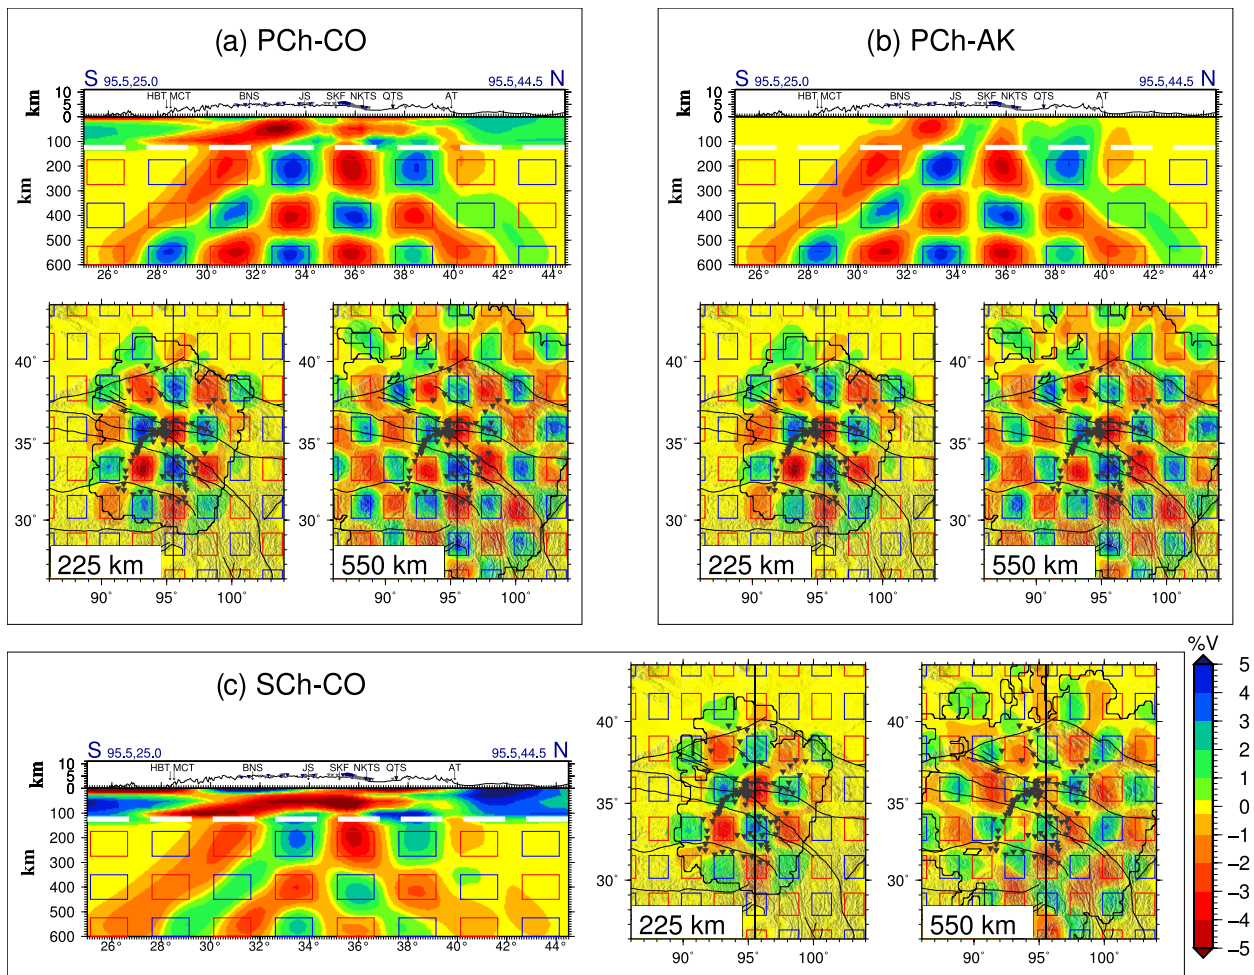 (a) PCh-CO
S 95.5,25.0
95.5,44.5 N
HBT MCT BNS JS SKF NKTS QTS AT
km
10
5
0
km
0
100
200
300
400
500
600
26° 28° 30° 32° 34° 36° 38° 40° 42° 44°
40°
35°
30°
225 km
550 km
90° 95° 100°
90° 95° 100°
(b) PCh-AK
S 95.5,25.0
95.5,44.5 N
HBT MCT BNS JS SKF NKTS QTS AT
km
10
5
0
km
0
100
200
300
400
500
600
26° 28° 30° 32° 34° 36° 38° 40° 42° 44°
40°
35°
30°
225 km
550 km
90° 95° 100°
90° 95° 100°
(c) SCh-CO
S 95.5,25.0
95.5,44.5 N
HBT MCT BNS JS SKF NKTS QTS AT
km
10
5
0
km
0
100
200
300
400
500
600
26° 28° 30° 32° 34° 36° 38° 40° 42° 44°
40°
35°
30°
225 km
90° 95° 100°
40°
35°
30°
550 km
90° 95° 100°
%V
5
4
3
2
1
0
−1
−2
−3
−4
−5